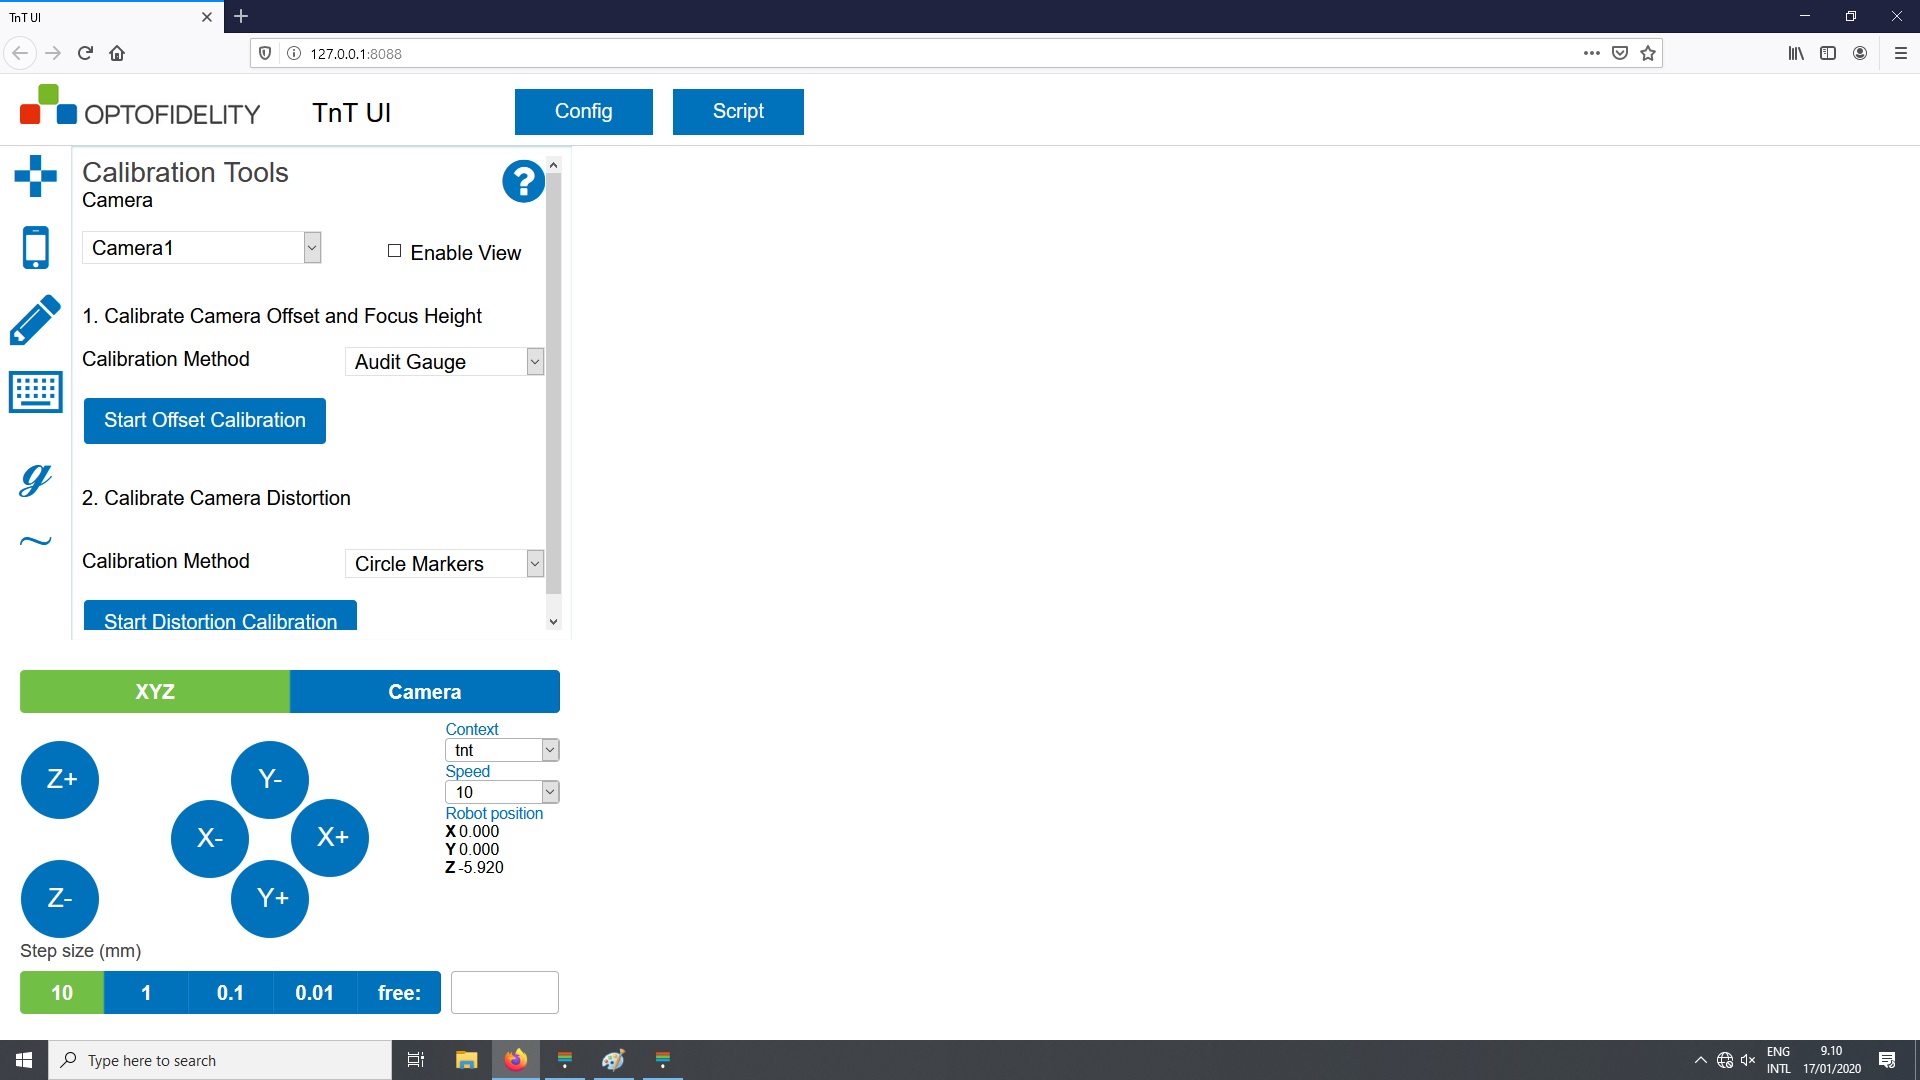 TnT UI
127.0.0.1:8088
OPTOFIDELITY
TnT UI
Config
Script
Calibration Tools
?
Camera
Camera1
Enable View
1. Calibrate Camera Offset and Focus Height
Calibration Method
Audit Gauge
Start Offset Calibration
g
2. Calibrate Camera Distortion
~
Calibration Method
Circle Markers
Start Distortion Calibration
XYZ
Camera
Context
tnt
Speed
10
Robot position
X 0.000
Y 0.000
Z -5.920
Z+
Y-
X-
X+
Z-
Y+
Step size (mm)
10
1
0.1
0.01
free:
Type here to search
ENG
INTL
9.10
17/01/2020